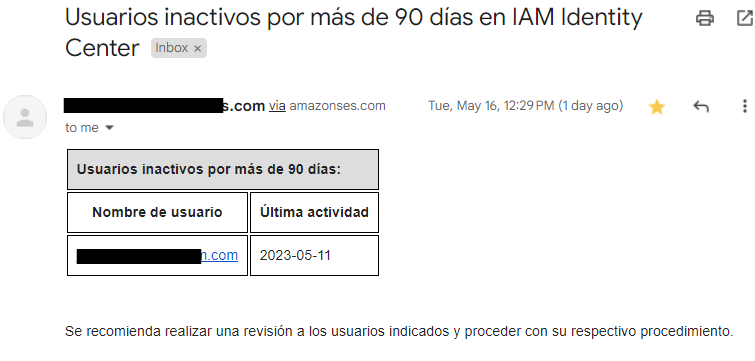 Usuarios inactivos por más de 90 días en IAM Identity
Center Inbox ×
s.com via amazonses.com Tue, May 16, 12:29 PM (1 day ago)
to me
Usuarios inactivos por más de 90 días:
Nombre de usuario Última actividad
n.com 2023-05-11
Se recomienda realizar una revisión a los usuarios indicados y proceder con su respectivo procedimiento.